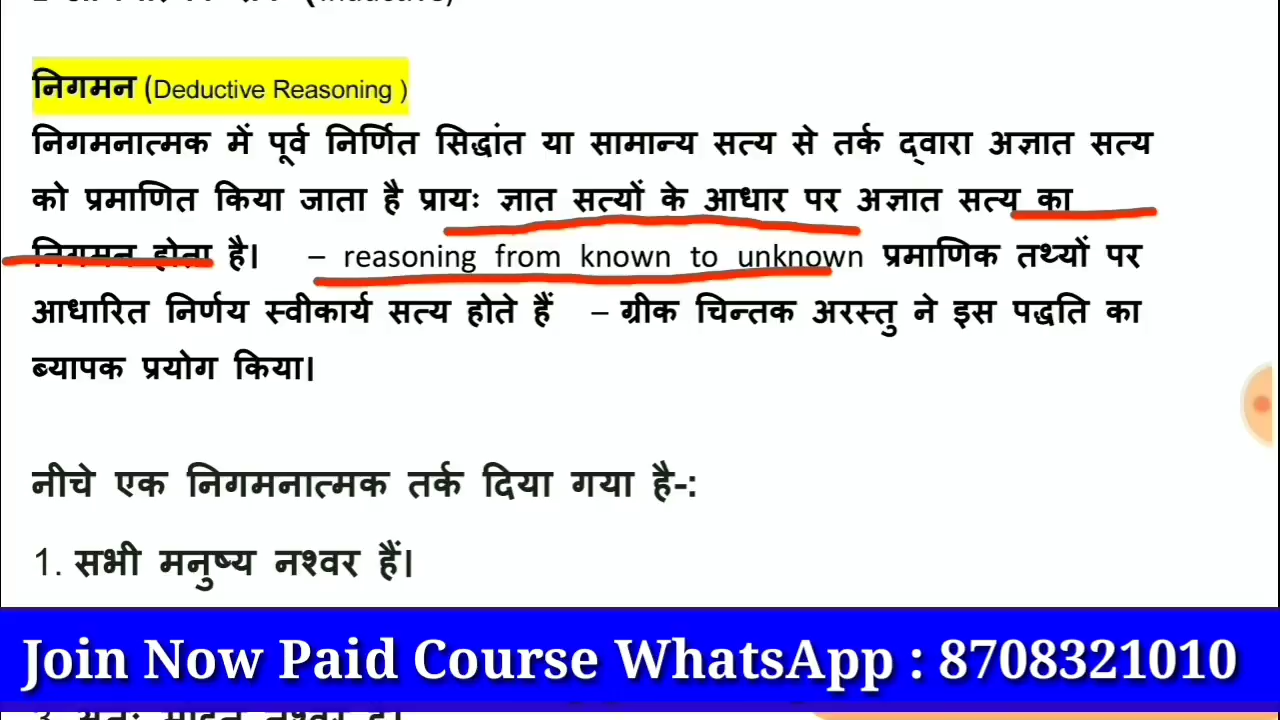 निगमन (Deductive Reasoning )
निगमनात्मक में पूर्व निर्णित सिद्धांत या सामान्य सत्य से तर्क द्वारा अज्ञात सत्य
को प्रमाणित किया जाता है प्रायः ज्ञात सत्यों के आधार पर अज्ञात सत्य का
निगमन होता है। – reasoning from known to unknown प्रमाणिक तथ्यों पर
आधारित निर्णय स्वीकार्य सत्य होते हैं – ग्रीक चिन्तक अरस्तु ने इस पद्धति का
ब्यापक प्रयोग किया।
नीचे एक निगमनात्मक तर्क दिया गया है-:
1. सभी मनुष्य नश्वर हैं।
Join Now Paid Course WhatsApp : 8708321010